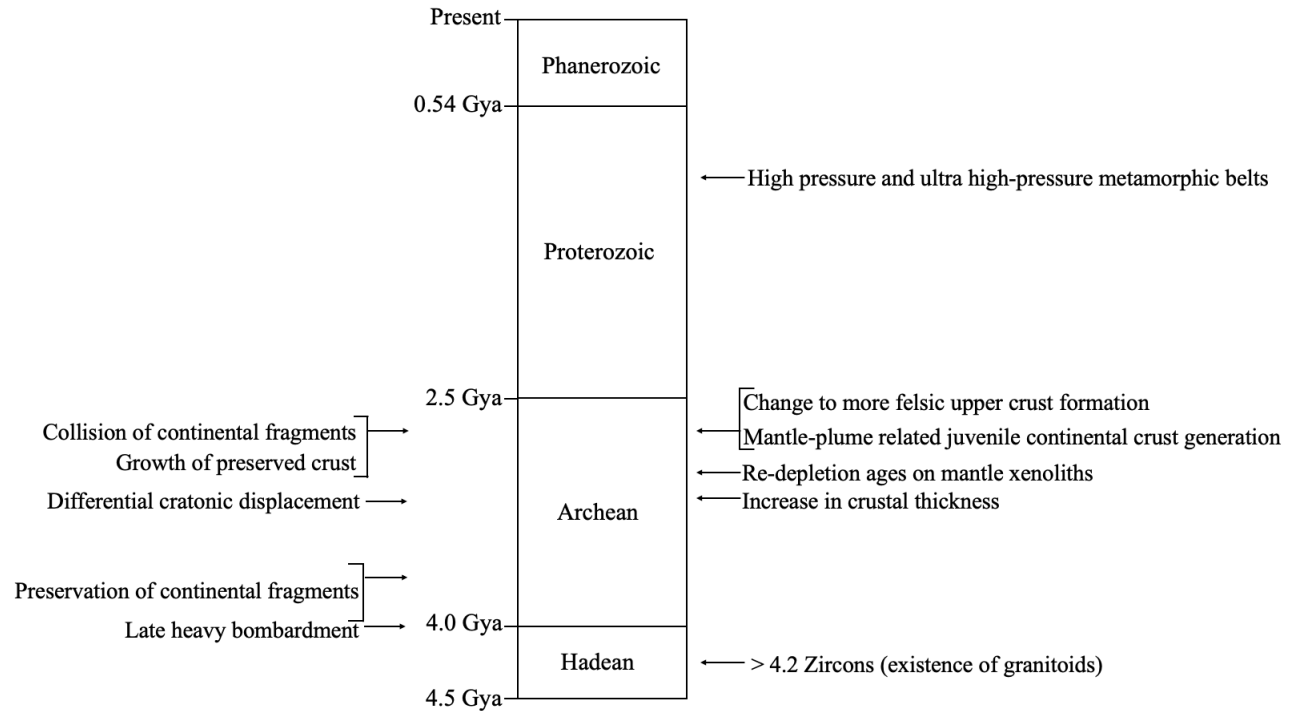 Present
Phanerozoic
0.54 Gya
High pressure and ultra high-pressure metamorphic belts
Proterozoic
2.5 Gya
Change to more felsic upper crust formation
Collision of continental fragments
Mantle-plume related juvenile continental crust generation
Growth of preserved crust
Re-depletion ages on mantle xenoliths
Differential cratonic displacement
Increase in crustal thickness
Archean
Preservation of continental fragments
4.0 Gya
Late heavy bombardment
Hadean
> 4.2 Zircons (existence of granitoids)
4.5 Gya